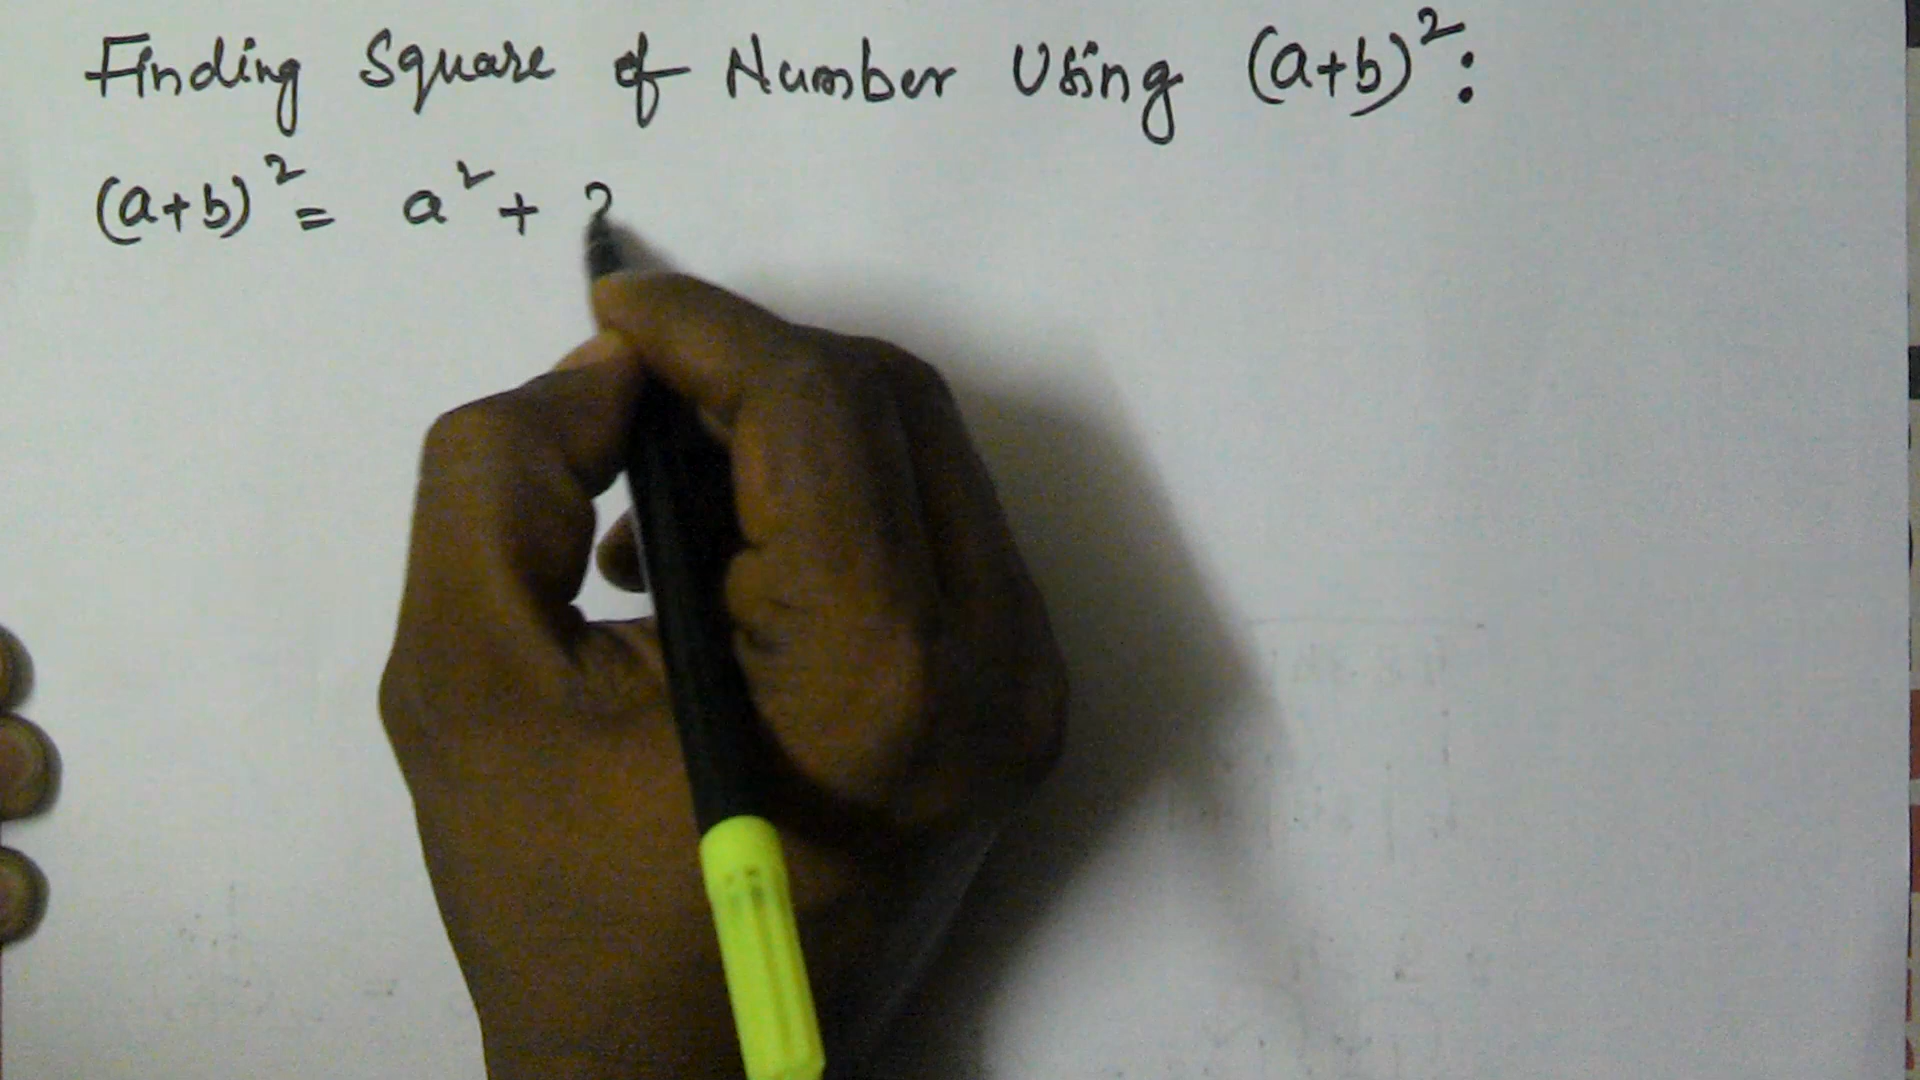 Finding Square of Number Using (a+b)²:
(a+b)² = a² + 2